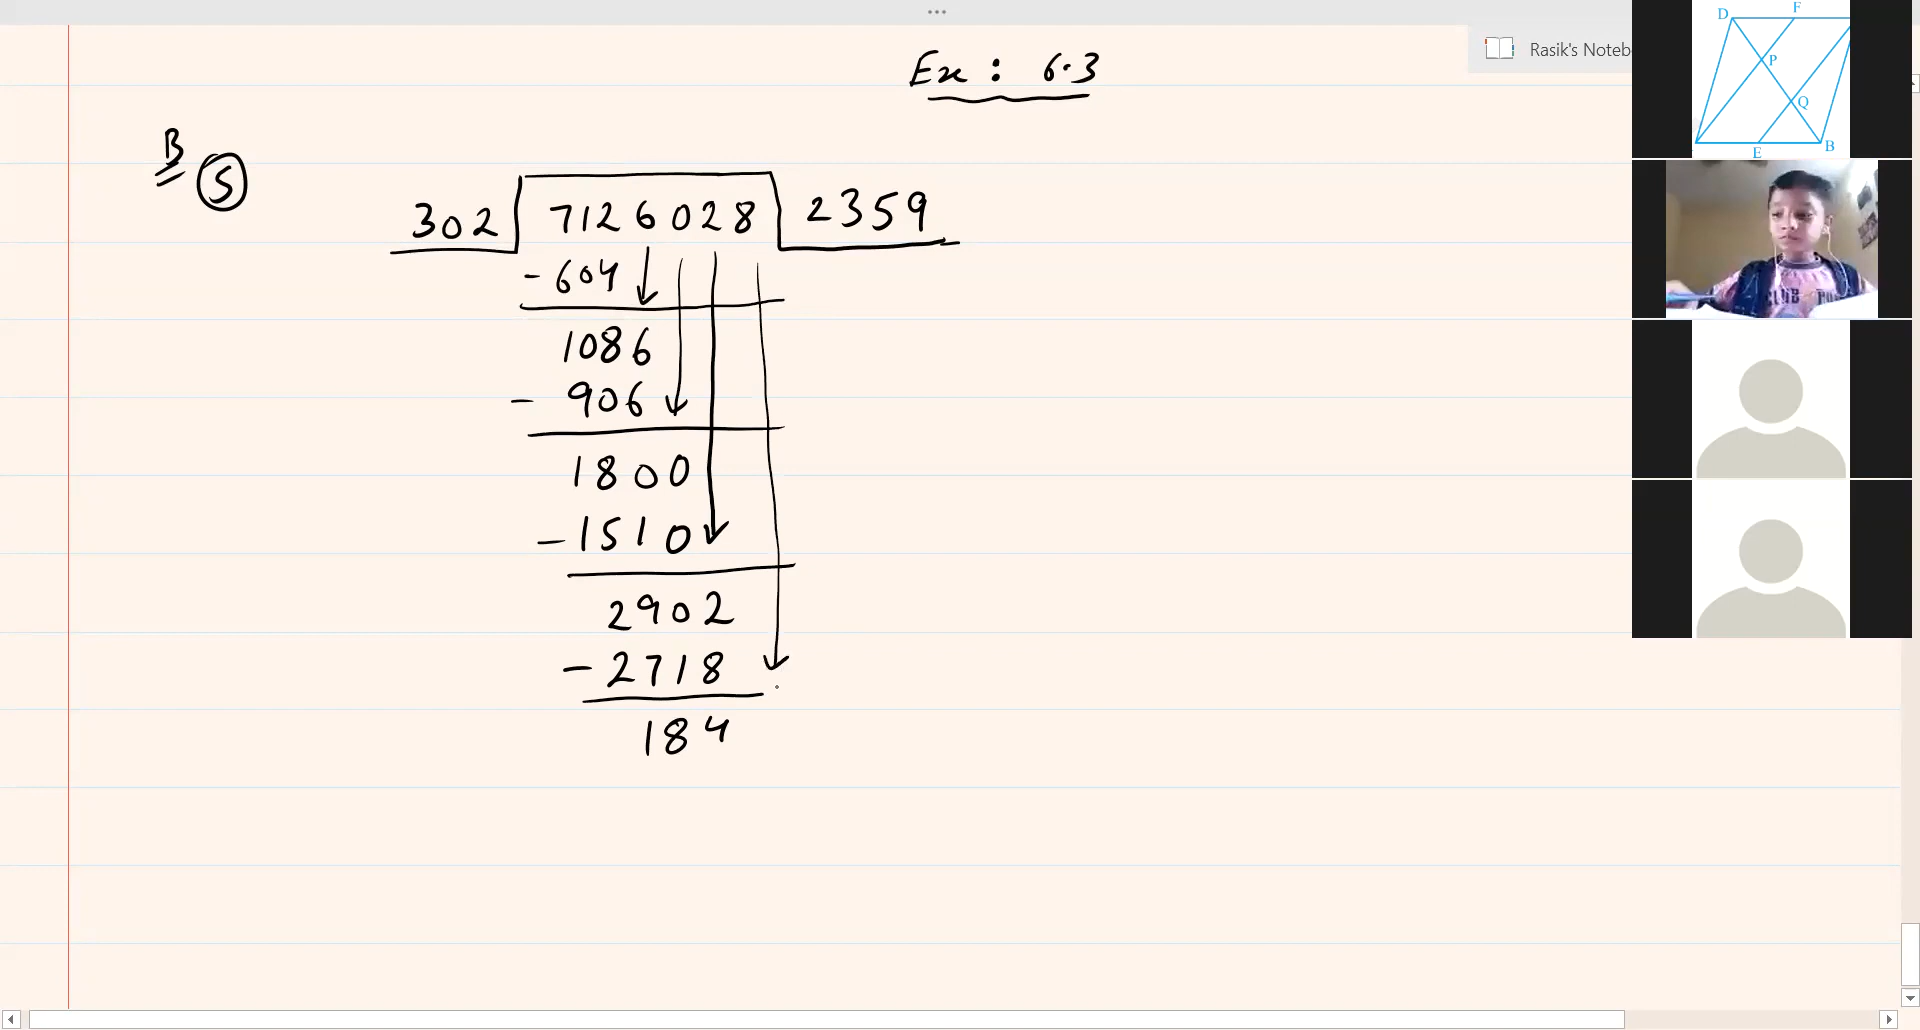 Ex : 6.3
Rasik's Noteb
B
5
302 7126028 2359
- 604
1086
- 906
1800
- 1510
2902
- 2718
184
D F
P
Q
E B